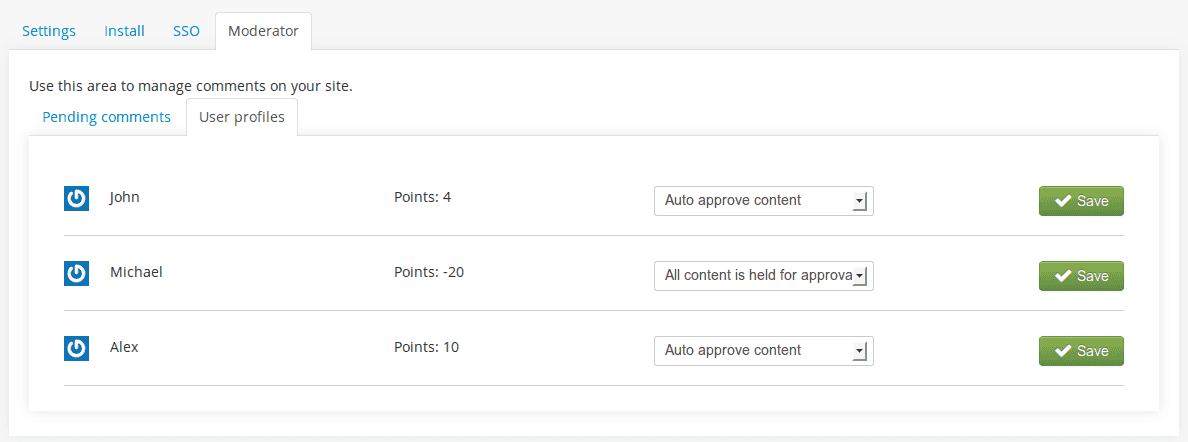 Settings Install SSO Moderator
Use this area to manage comments on your site.
Pending comments User profiles
John Points: 4 Auto approve content Save
Michael Points: -20 All content is held for approva Save
Alex Points: 10 Auto approve content Save